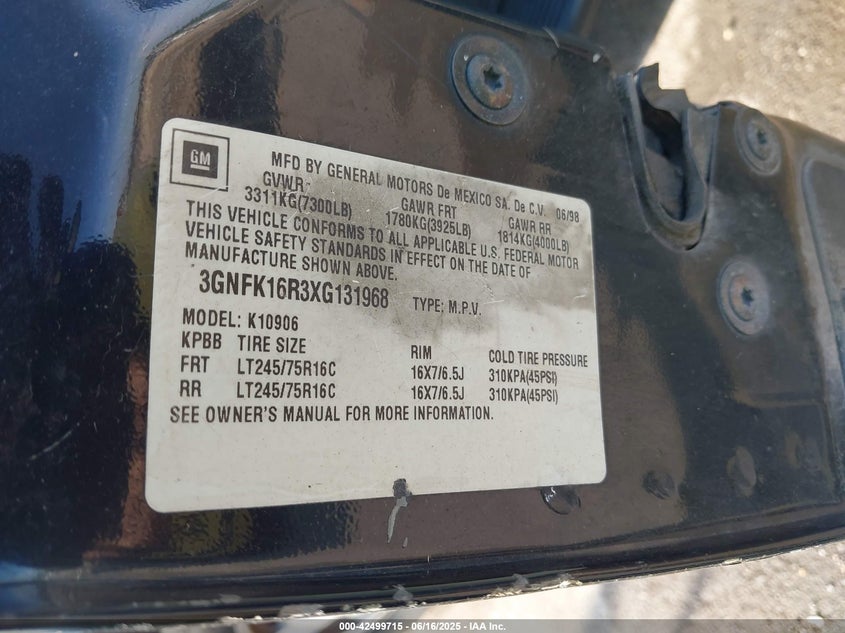 GM
MFD BY GENERAL MOTORS De MEXICO SA. De C.V. 06/98
GVWR GAWR FRT GAWR RR
3311KG(7300LB) 1780KG(3925LB) 1814KG(4000LB)
THIS VEHICLE CONFORMS TO ALL APPLICABLE U.S. FEDERAL MOTOR
VEHICLE SAFETY STANDARDS IN EFFECT ON THE DATE OF
MANUFACTURE SHOWN ABOVE.
3GNFK16R3XG131968 TYPE: M.P.V.
MODEL: K10906
KPBB TIRE SIZE RIM COLD TIRE PRESSURE
FRT LT245/75R16C 16X7/6.5J 310KPA(45PSI)
RR LT245/75R16C 16X7/6.5J 310KPA(45PSI)
SEE OWNER'S MANUAL FOR MORE INFORMATION.
000-42499715 - 06/16/2025 - IAA Inc.